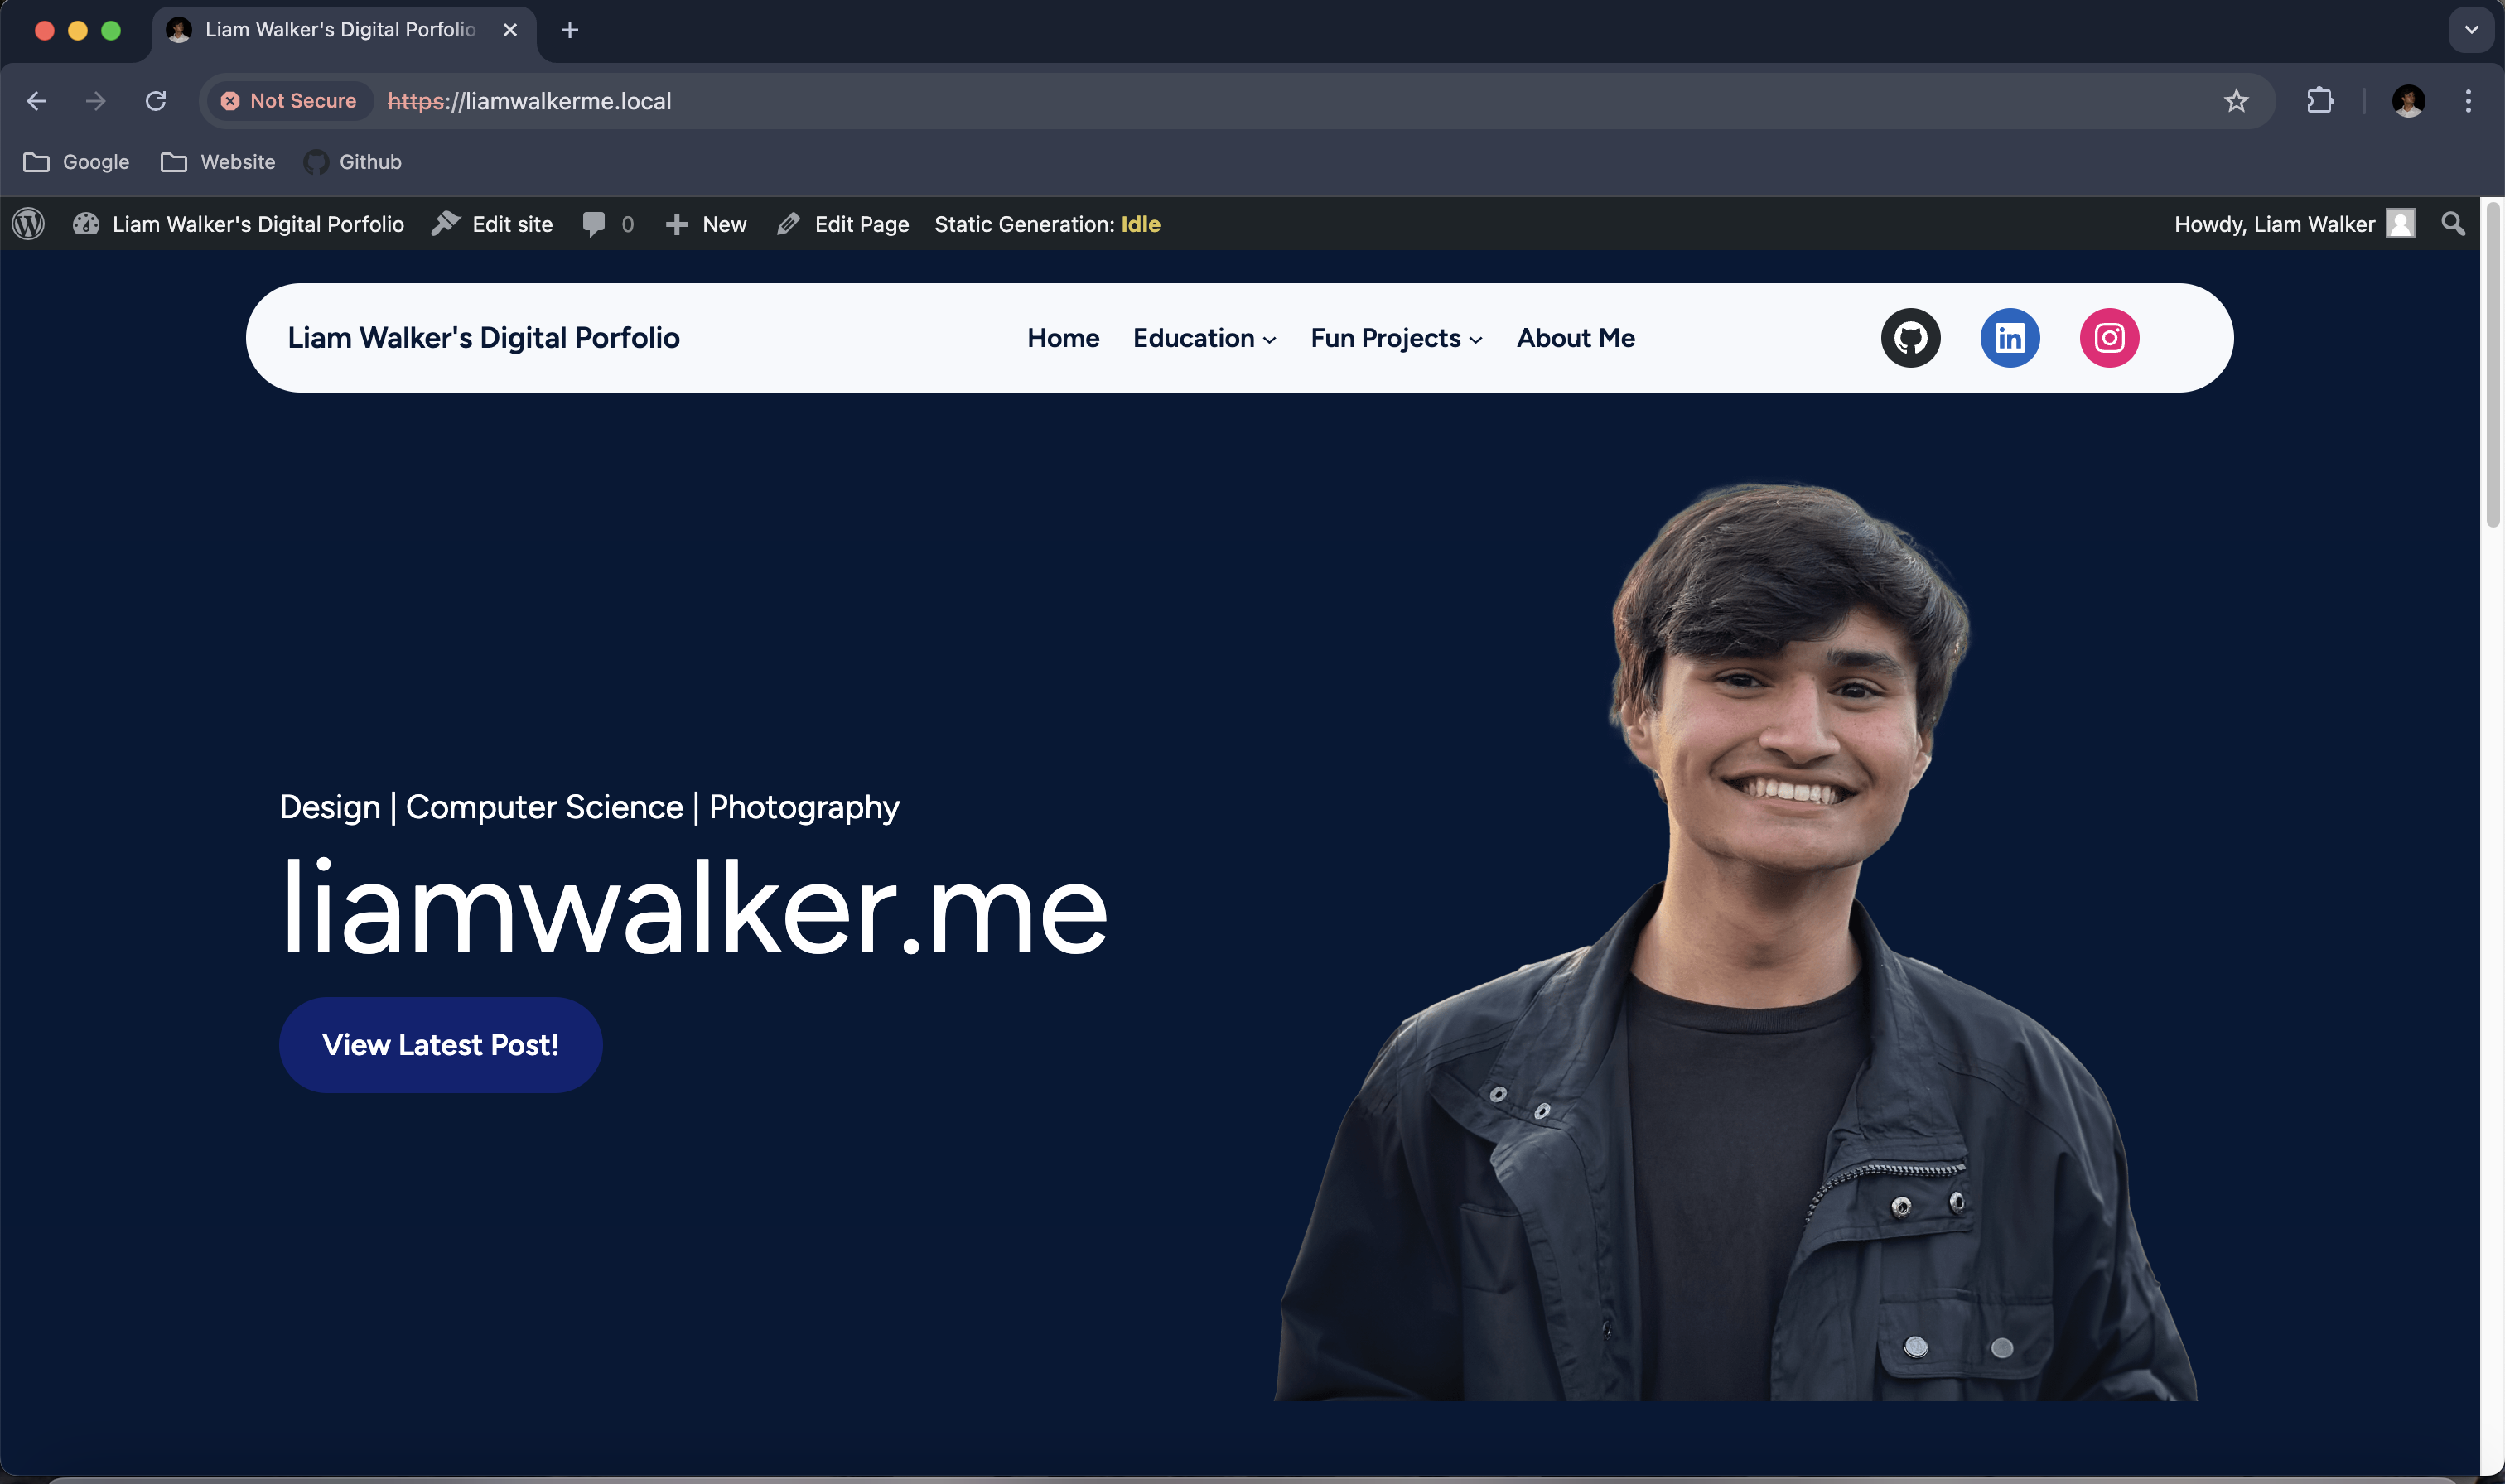 Liam Walker's Digital Porfolio
Not Secure https://liamwalkerme.local
Google Website Github
Liam Walker's Digital Porfolio Edit site 0 New Edit Page Static Generation: Idle Howdy, Liam Walker
Liam Walker's Digital Porfolio Home Education Fun Projects About Me
Design | Computer Science | Photography
liamwalker.me
View Latest Post!